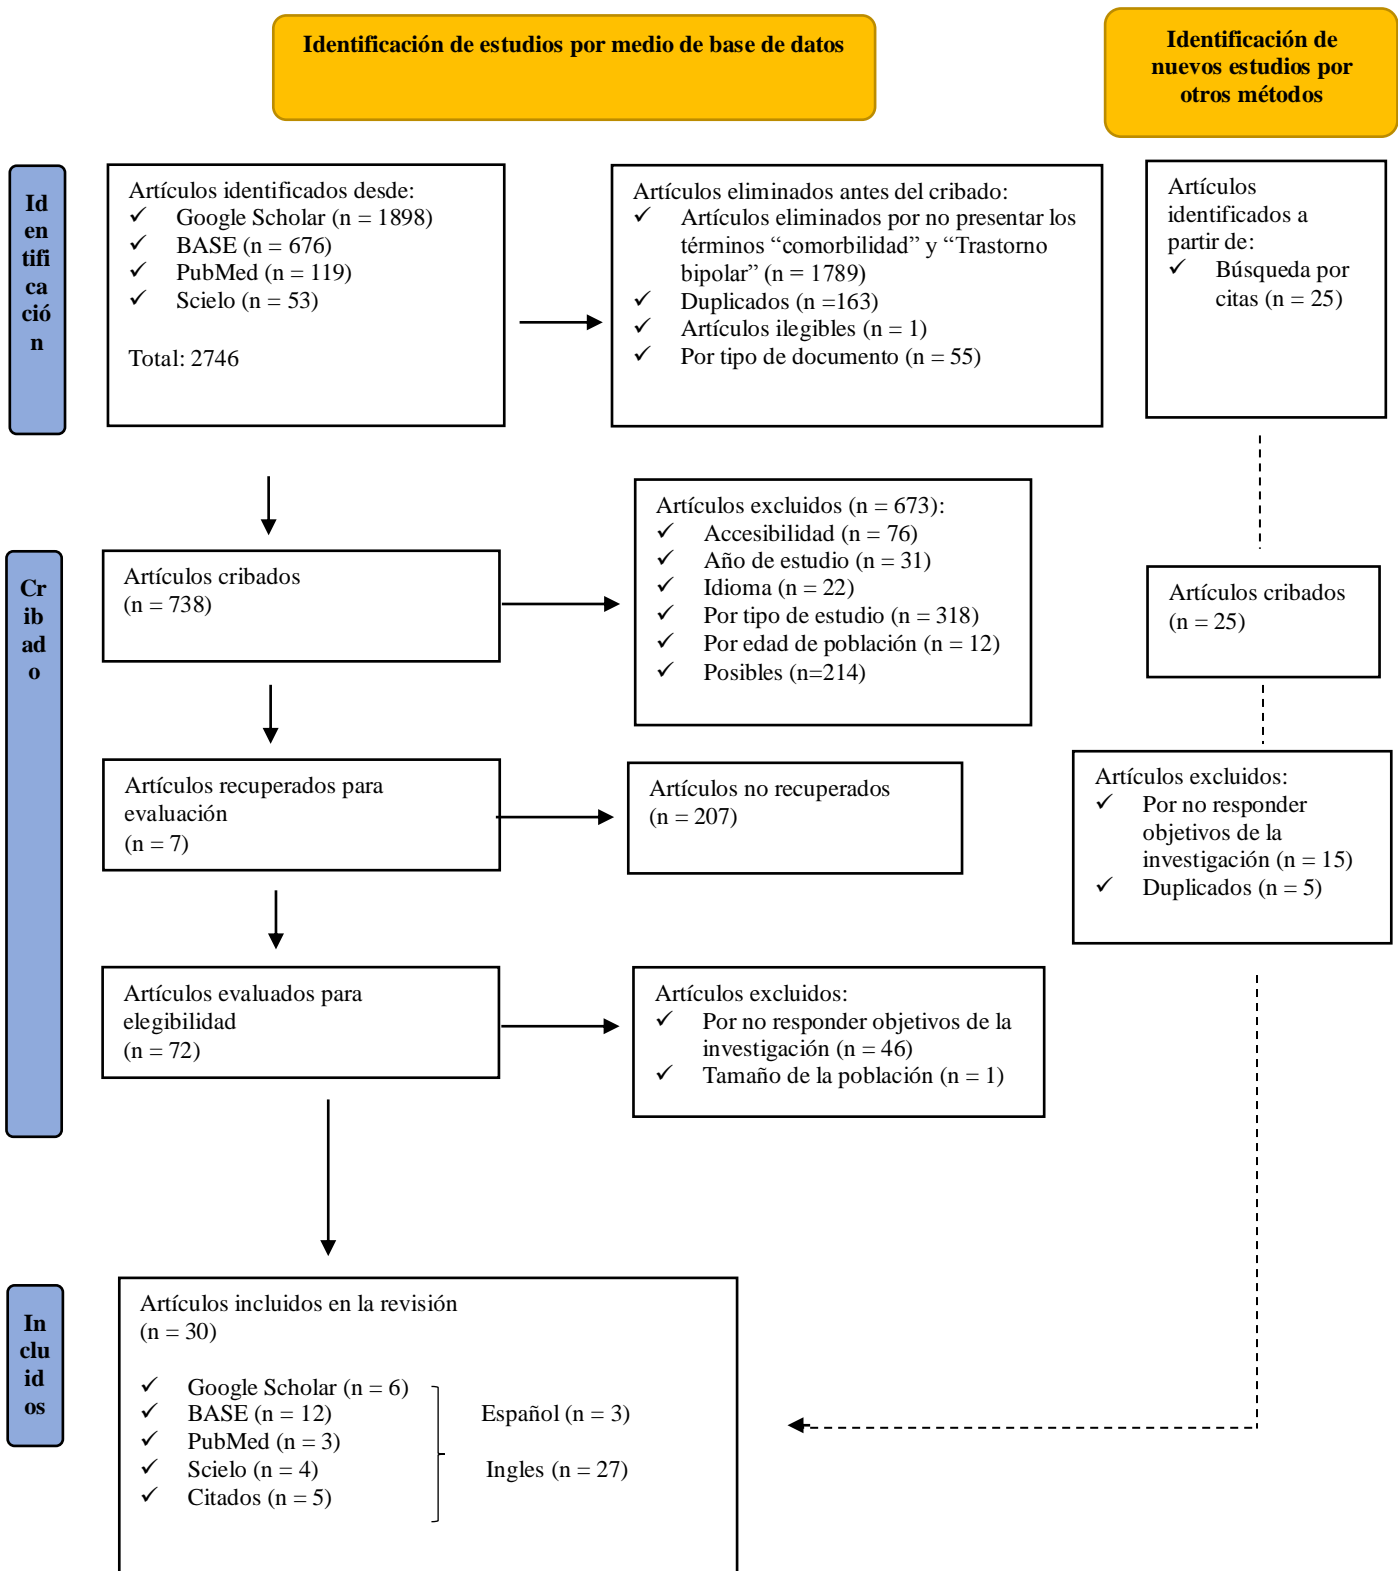 Identificación de estudios por medio de base de datos
Identificación de
nuevos estudios por
otros métodos
Id
en
tifi
ca
ció
n
Artículos identificados desde:
✓ Google Scholar (n = 1898)
✓ BASE (n = 676)
✓ PubMed (n = 119)
✓ Scielo (n = 53)
Total: 2746
Artículos eliminados antes del cribado:
✓ Artículos eliminados por no presentar los
términos “comorbilidad” y “Trastorno
bipolar” (n = 1789)
✓ Duplicados (n =163)
✓ Artículos ilegibles (n = 1)
✓ Por tipo de documento (n = 55)
Artículos
identificados a
partir de:
✓ Búsqueda por
citas (n = 25)
Cr
ib
ad
o
Artículos cribados
(n = 738)
Artículos excluidos (n = 673):
✓ Accesibilidad (n = 76)
✓ Año de estudio (n = 31)
✓ Idioma (n = 22)
✓ Por tipo de estudio (n = 318)
✓ Por edad de población (n = 12)
✓ Posibles (n=214)
Artículos cribados
(n = 25)
Artículos recuperados para
evaluación
(n = 7)
Artículos no recuperados
(n = 207)
Artículos excluidos:
✓ Por no responder
objetivos de la
investigación (n = 15)
✓ Duplicados (n = 5)
Artículos evaluados para
elegibilidad
(n = 72)
Artículos excluidos:
✓ Por no responder objetivos de la
investigación (n = 46)
✓ Tamaño de la población (n = 1)
In
clu
id
os
Artículos incluidos en la revisión
(n = 30)
✓ Google Scholar (n = 6)
✓ BASE (n = 12)
✓ PubMed (n = 3)
✓ Scielo (n = 4)
✓ Citados (n = 5)
Español (n = 3)
Ingles (n = 27)